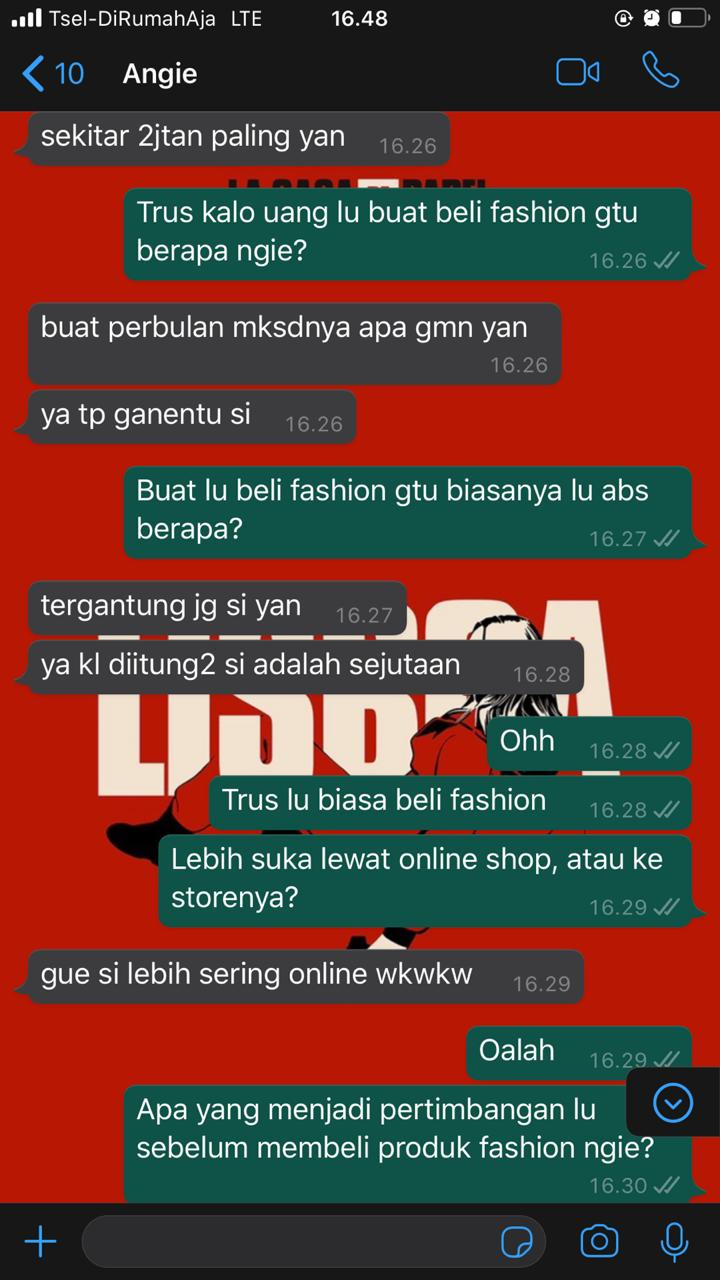 Tsel-DiRumahAja LTE 16.48
10 Angie
sekitar 2jtan paling yan 16.26
LA CASA DE PAPEL
Trus kalo uang lu buat beli fashion gtu
berapa ngie? 16.26
buat perbulan mksdnya apa gmn yan
16.26
ya tp ganentu si 16.26
Buat lu beli fashion gtu biasanya lu abs
berapa? 16.27
tergantung jg si yan 16.27
ya kl diitung2 si adalah sejutaan 16.28
LISBOA
Ohh 16.28
Trus lu biasa beli fashion 16.28
Lebih suka lewat online shop, atau ke
storenya? 16.29
gue si lebih sering online wkwkw 16.29
Oalah 16.29
Apa yang menjadi pertimbangan lu
sebelum membeli produk fashion ngie?
16.30